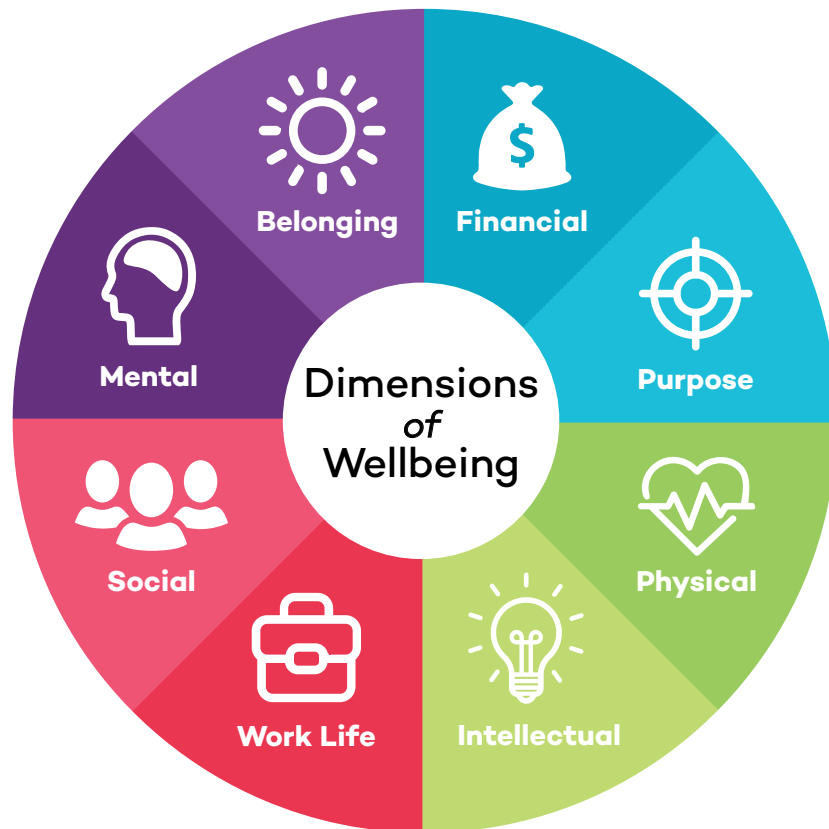 Belonging
Financial
$
Mental
Purpose
Dimensions
of
Wellbeing
Social
Physical
Work Life
Intellectual